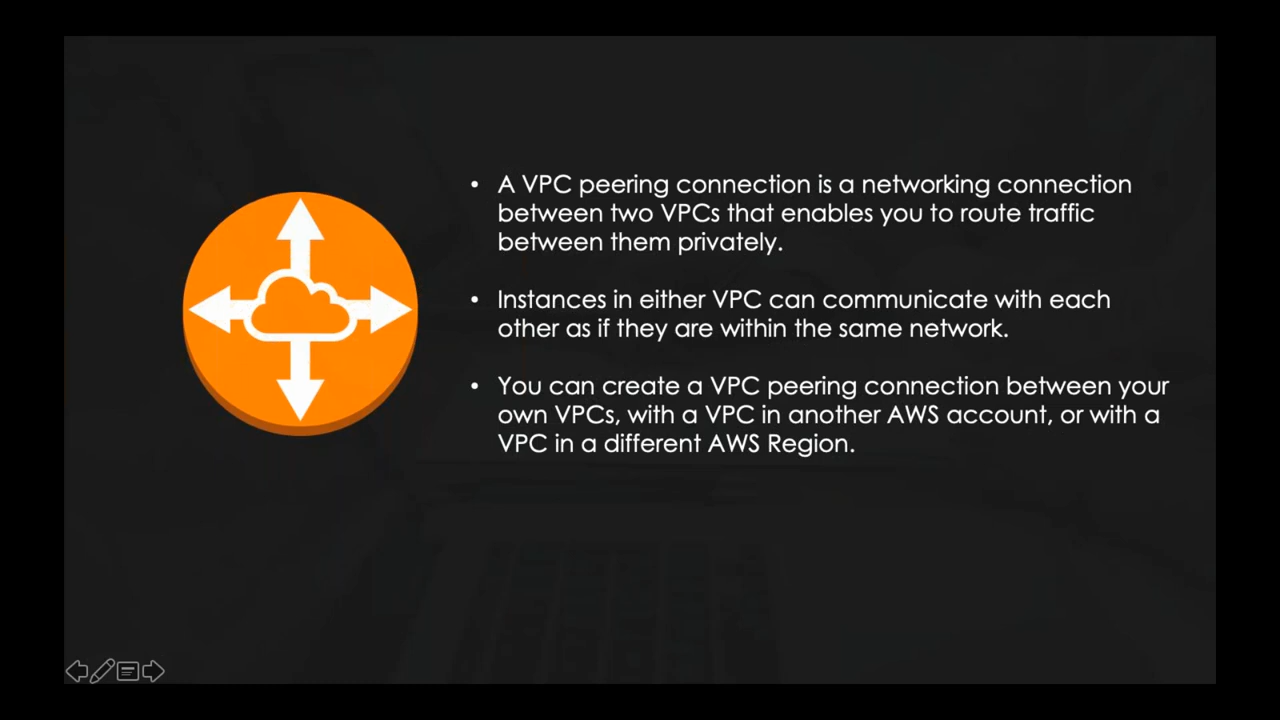 • A VPC peering connection is a networking connection
between two VPCs that enables you to route traffic
between them privately.
• Instances in either VPC can communicate with each
other as if they are within the same network.
• You can create a VPC peering connection between your
own VPCs, with a VPC in another AWS account, or with a
VPC in a different AWS Region.